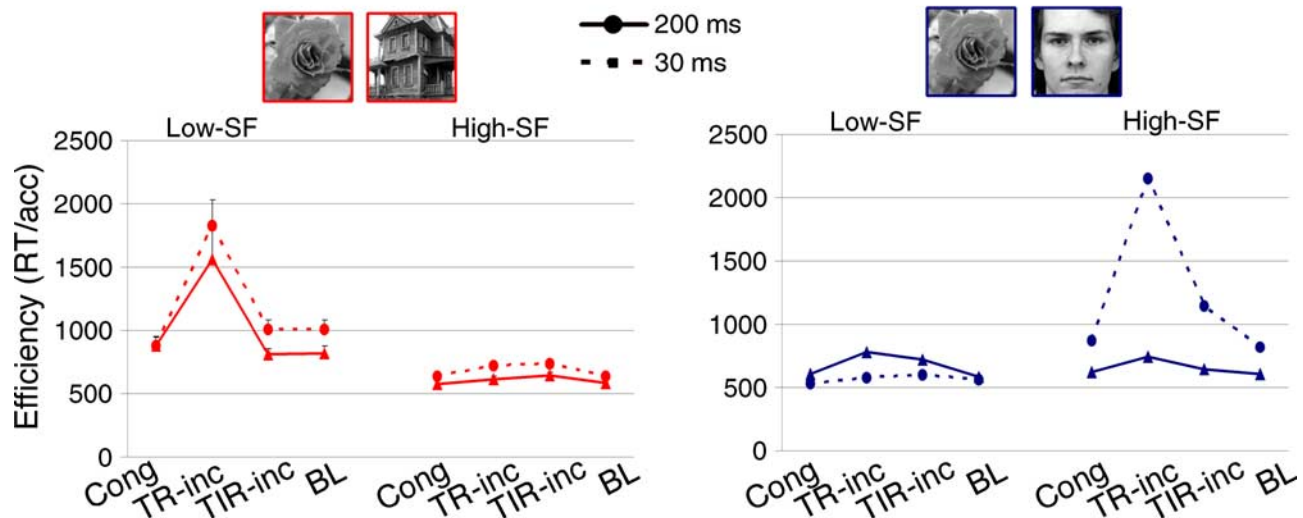 200 ms
30 ms
Low-SF High-SF
Efficiency (RT/acc)
2500
2000
1500
1000
500
0
Cong TR-inc TIR-inc BL Cong TR-inc TIR-inc BL
Low-SF High-SF
2500
2000
1500
1000
500
0
Cong TR-inc TIR-inc BL Cong TR-inc TIR-inc BL